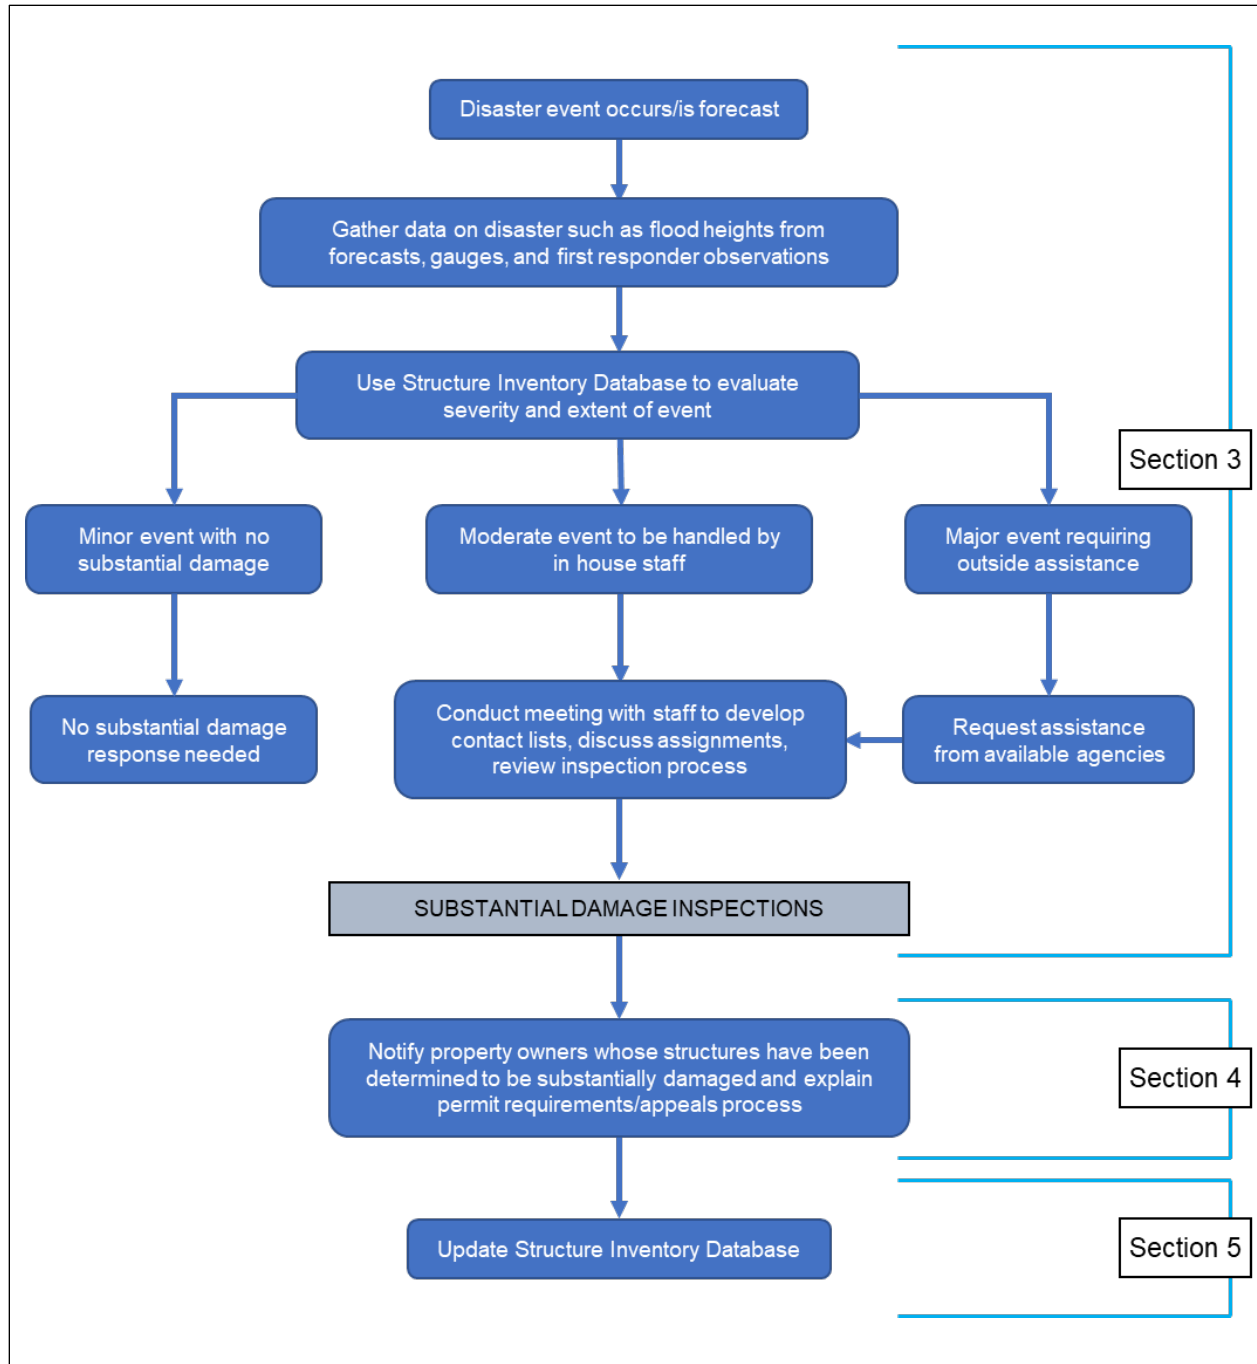 Disaster event occurs/is forecast
Gather data on disaster such as flood heights from
forecasts, gauges, and first responder observations
Use Structure Inventory Database to evaluate
severity and extent of event
Section 3
Minor event with no
substantial damage
Moderate event to be handled by
in house staff
Major event requiring
outside assistance
No substantial damage
response needed
Conduct meeting with staff to develop
contact lists, discuss assignments,
review inspection process
Request assistance
from available agencies
SUBSTANTIAL DAMAGE INSPECTIONS
Notify property owners whose structures have been
determined to be substantially damaged and explain
permit requirements/appeals process
Section 4
Update Structure Inventory Database
Section 5